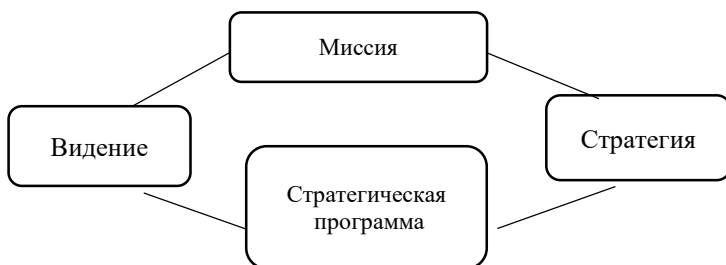 Миссия
Видение
Стратегия
Стратегическая
программа